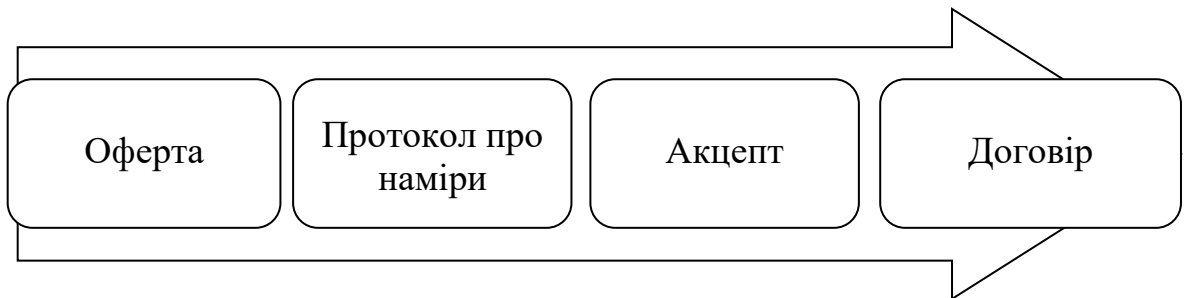 Оферта
Протокол про
наміри
Акцепт
Договір